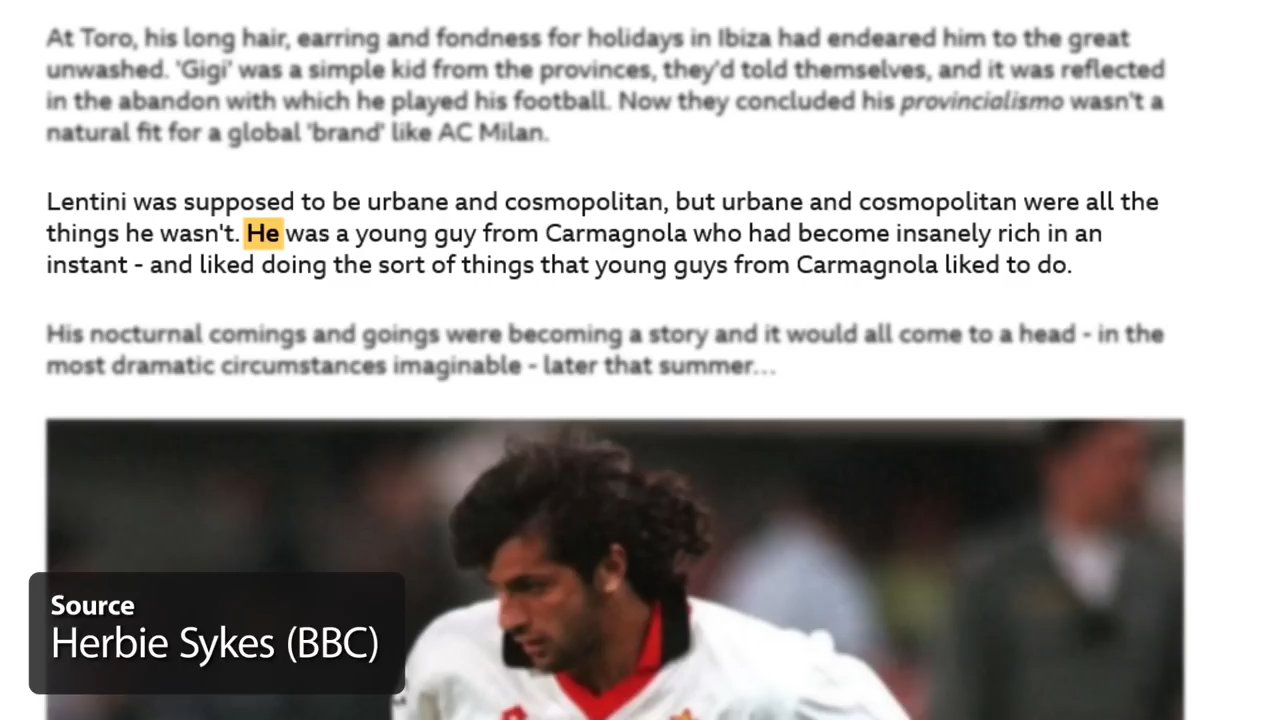 At Toro, his long hair, earring and fondness for holidays in Ibiza had endeared him to the great
unwashed. 'Gigi' was a simple kid from the provinces, they'd told themselves, and it was reflected
in the abandon with which he played his football. Now they concluded his provincialismo wasn't a
natural fit for a global 'brand' like AC Milan.
Lentini was supposed to be urbane and cosmopolitan, but urbane and cosmopolitan were all the
things he wasn't. He was a young guy from Carmagnola who had become insanely rich in an
instant - and liked doing the sort of things that young guys from Carmagnola liked to do.
His nocturnal comings and goings were becoming a story and it would all come to a head - in the
most dramatic circumstances imaginable - later that summer...
Source
Herbie Sykes (BBC)